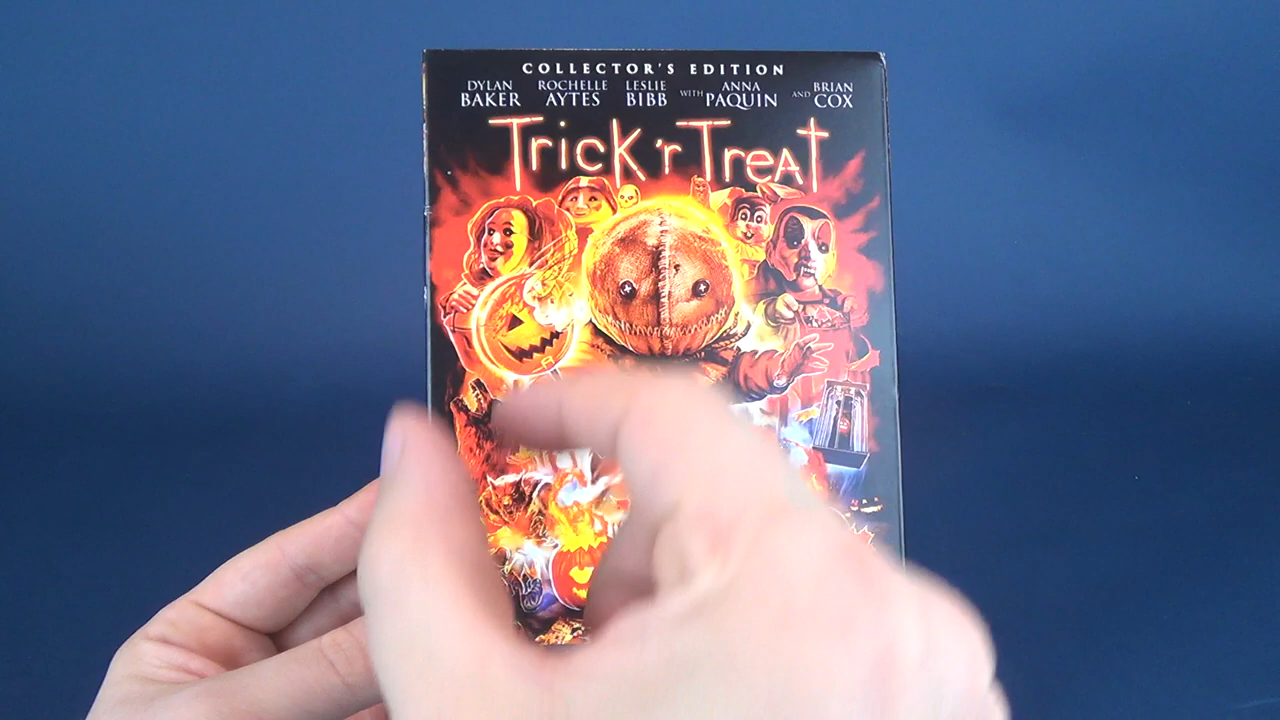 COLLECTOR'S EDITION
DYLAN BAKER ROCHELLE AYTES LESLIE BIBB WITH ANNA PAQUIN AND BRIAN COX
Trick 'r Treat